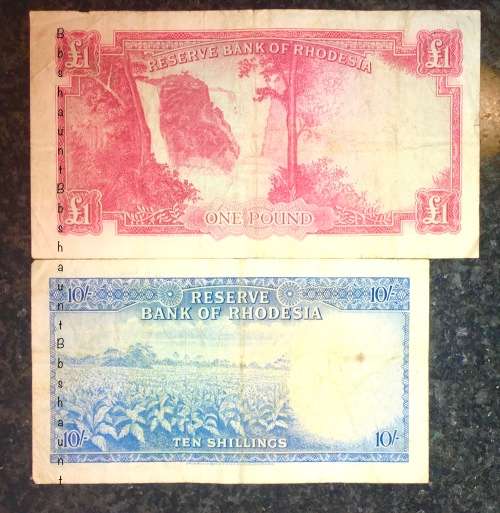 £1 £1
RESERVE BANK OF RHODESIA
£1 £1
ONE POUND
10/- 10/-
RESERVE
BANK OF RHODESIA
10/- 10/-
TEN SHILLINGS
BbshauntBbshauntBbshaunt